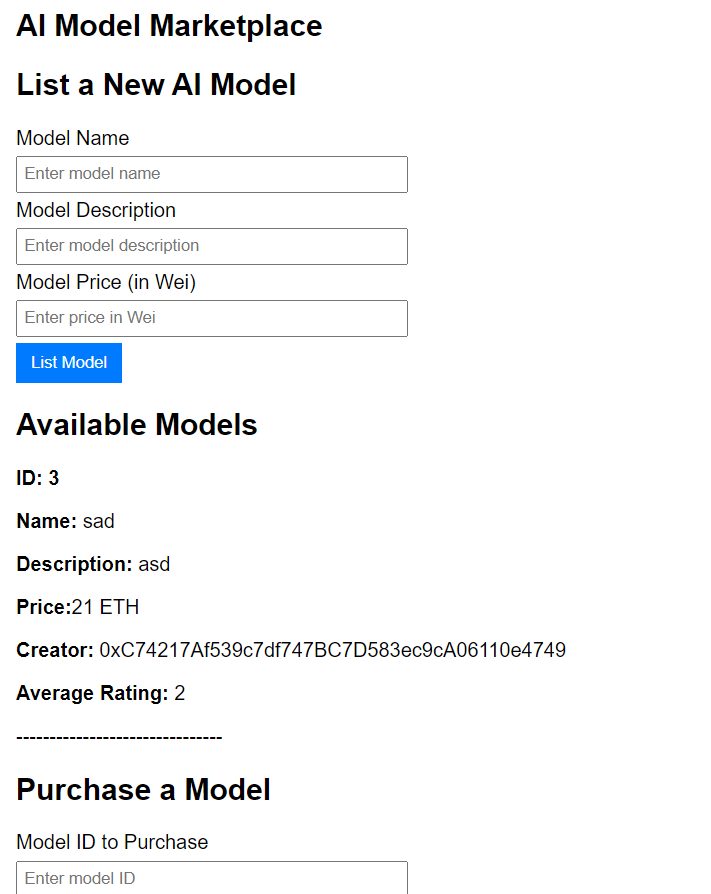 AI Model Marketplace
List a New AI Model
Model Name
Enter model name
Model Description
Enter model description
Model Price (in Wei)
Enter price in Wei
List Model
Available Models
ID: 3
Name: sad
Description: asd
Price:21 ETH
Creator: 0xC74217Af539c7df747BC7D583ec9cA06110e4749
Average Rating: 2
-------------------------------
Purchase a Model
Model ID to Purchase
Enter model ID